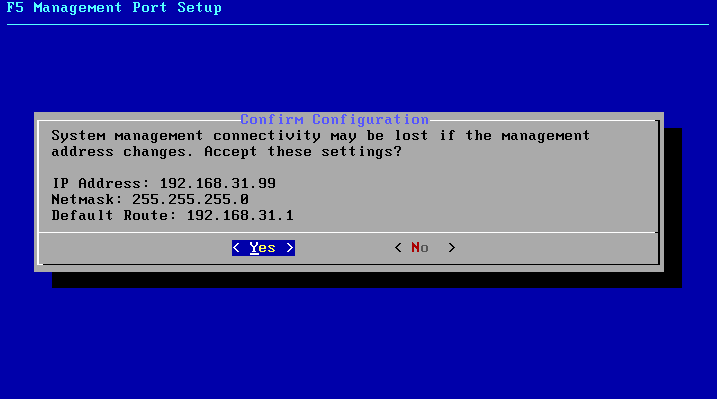 F5 Management Port Setup
Confirm Configuration
System management connectivity may be lost if the management
address changes. Accept these settings?
IP Address: 192.168.31.99
Netmask: 255.255.255.0
Default Route: 192.168.31.1
< Yes > < No >